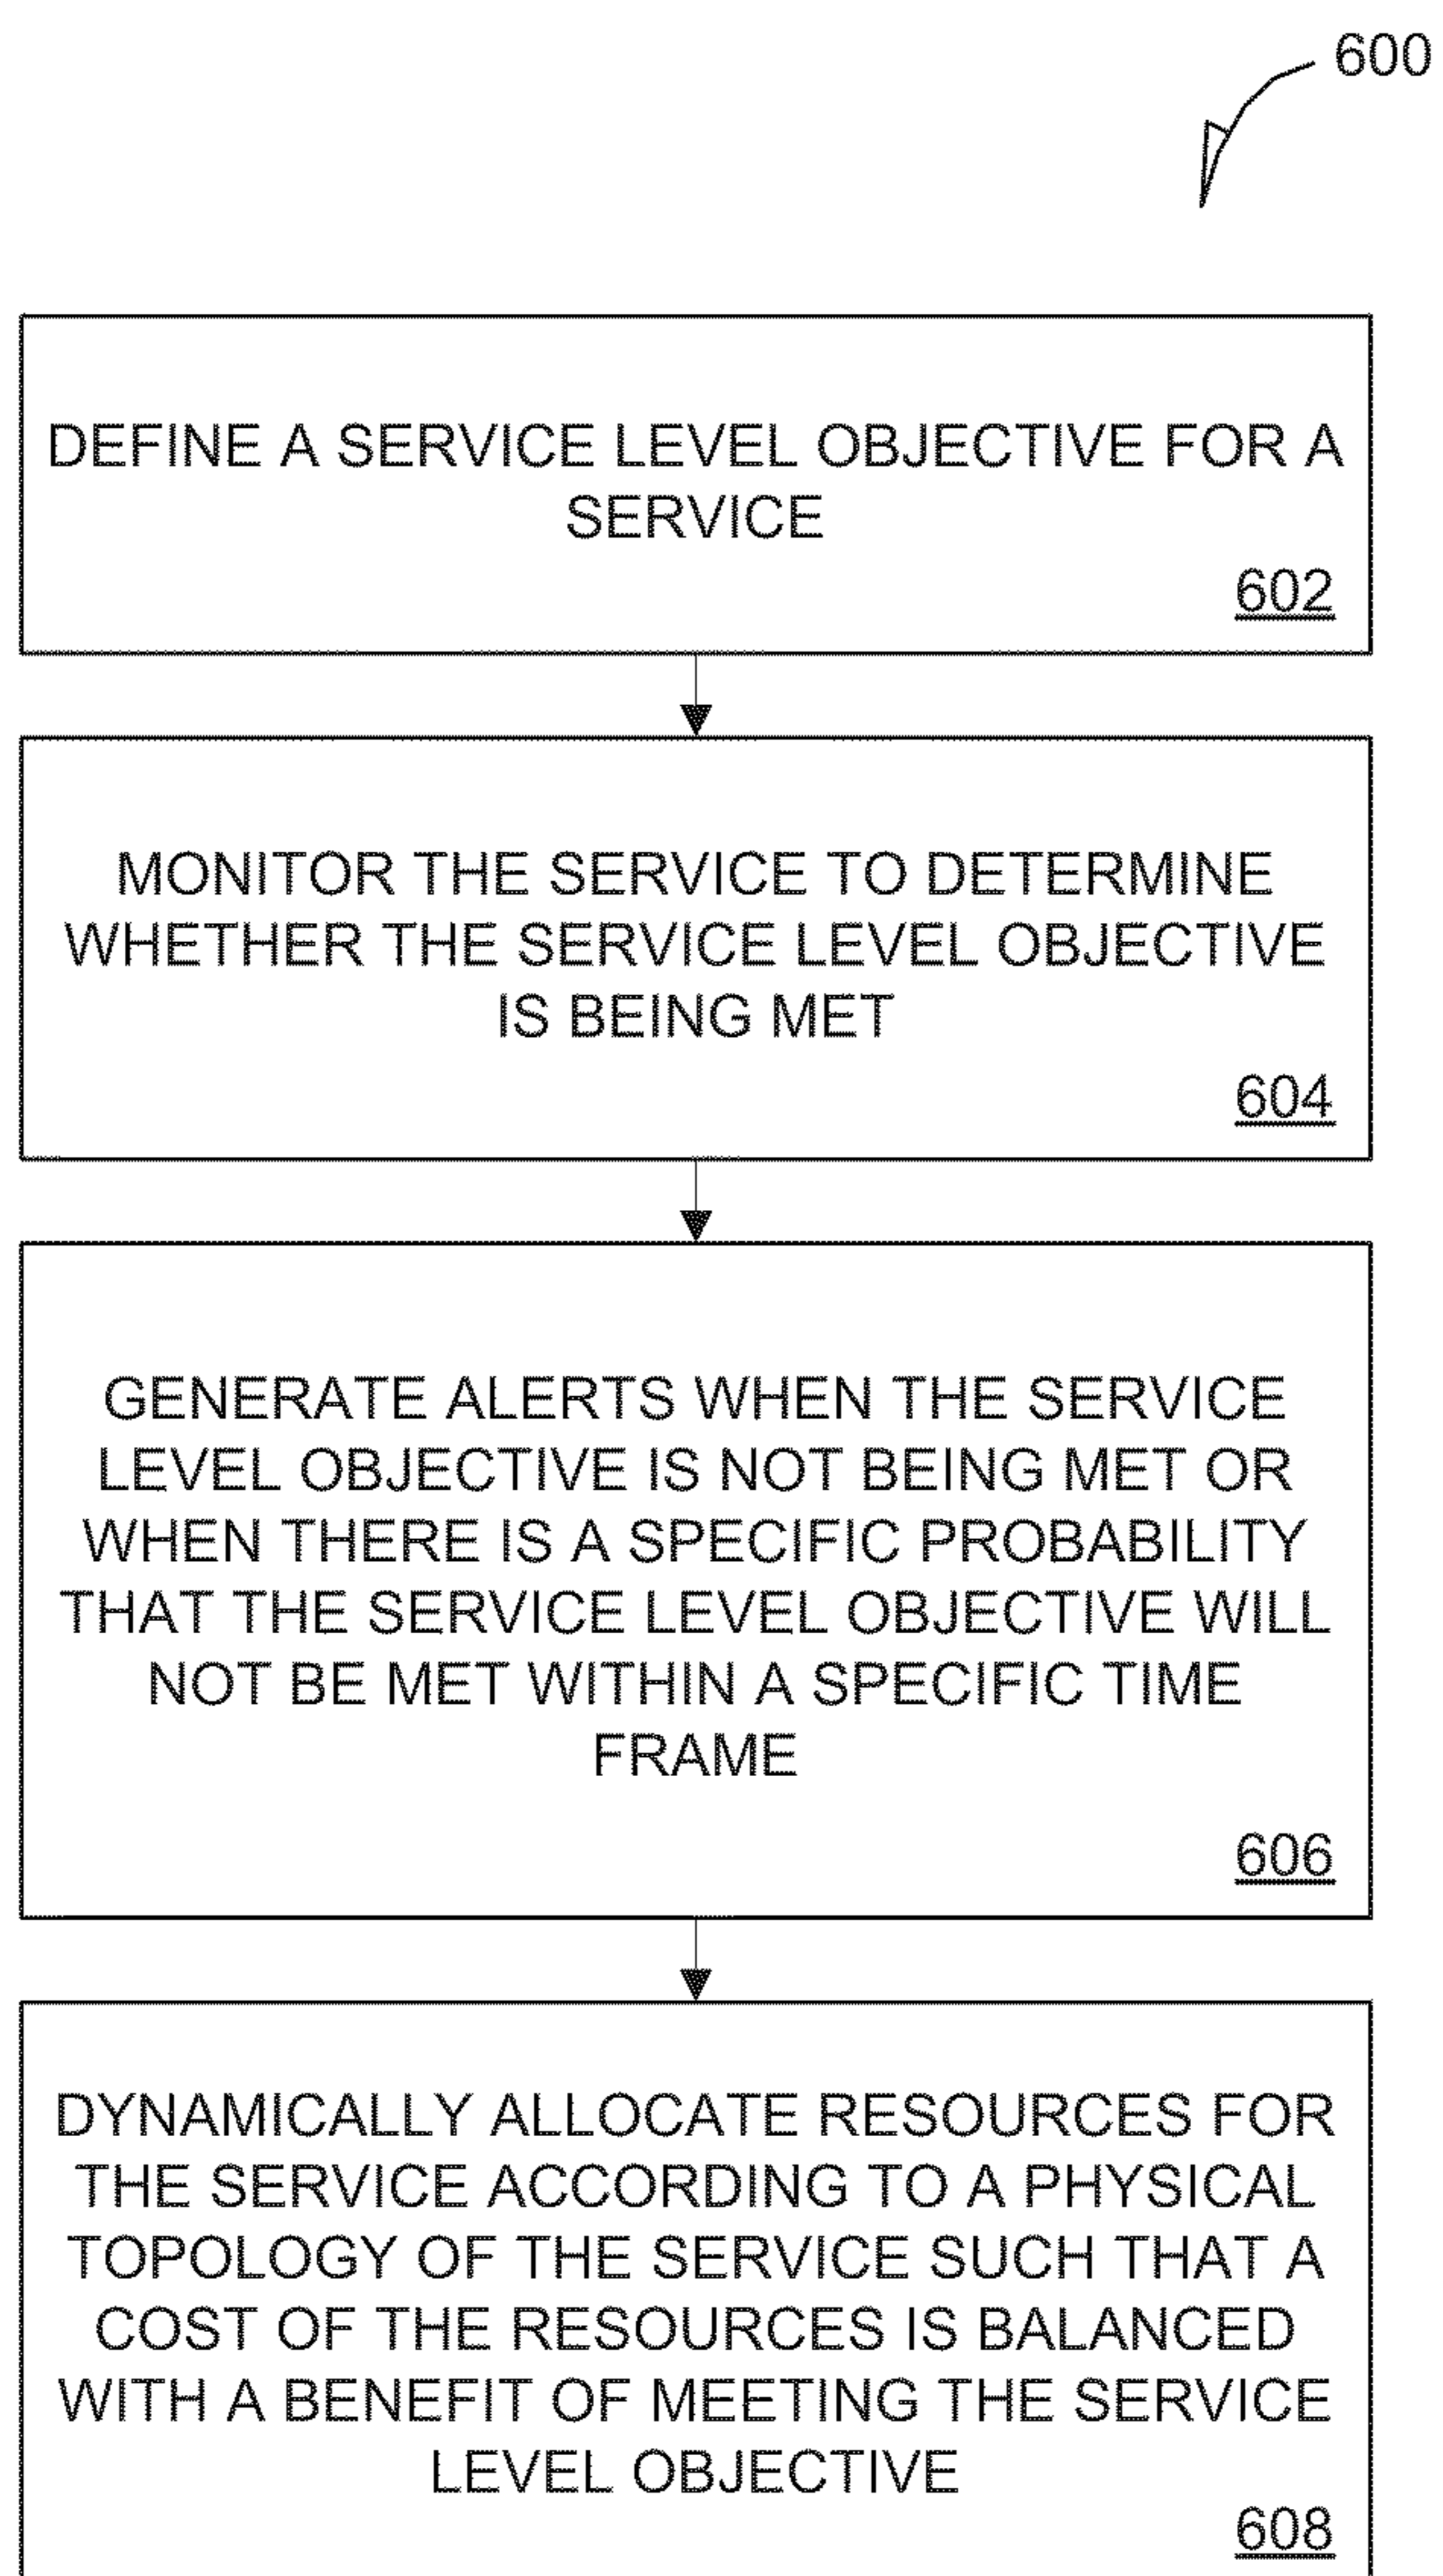 600
DEFINE A SERVICE LEVEL OBJECTIVE FOR A
SERVICE
602
MONITOR THE SERVICE TO DETERMINE
WHETHER THE SERVICE LEVEL OBJECTIVE
IS BEING MET
604
GENERATE ALERTS WHEN THE SERVICE
LEVEL OBJECTIVE IS NOT BEING MET OR
WHEN THERE IS A SPECIFIC PROBABILITY
THAT THE SERVICE LEVEL OBJECTIVE WILL
NOT BE MET WITHIN A SPECIFIC TIME
FRAME
606
DYNAMICALLY ALLOCATE RESOURCES FOR
THE SERVICE ACCORDING TO A PHYSICAL
TOPOLOGY OF THE SERVICE SUCH THAT A
COST OF THE RESOURCES IS BALANCED
WITH A BENEFIT OF MEETING THE SERVICE
LEVEL OBJECTIVE
608